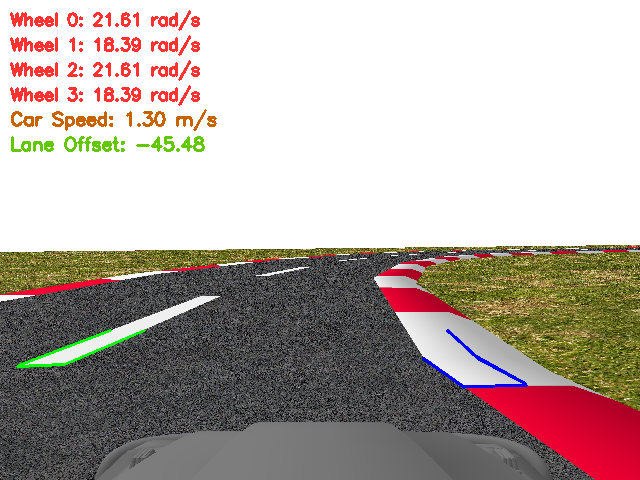 Wheel 0: 21.61 rad/s
Wheel 1: 18.39 rad/s
Wheel 2: 21.61 rad/s
Wheel 3: 18.39 rad/s
Car Speed: 1.30 m/s
Lane Offset: -45.48